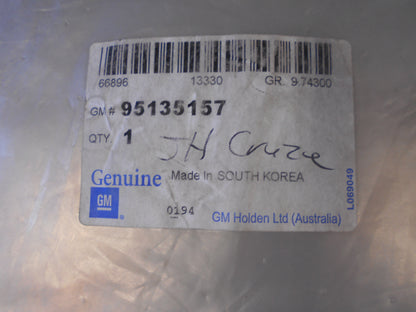 66896 13330 GR. 9.74300
GM# 95135157
QTY. 1 JH Cruze
Genuine Made In SOUTH KOREA
GM
0194 GM Holden Ltd (Australia)
L069049